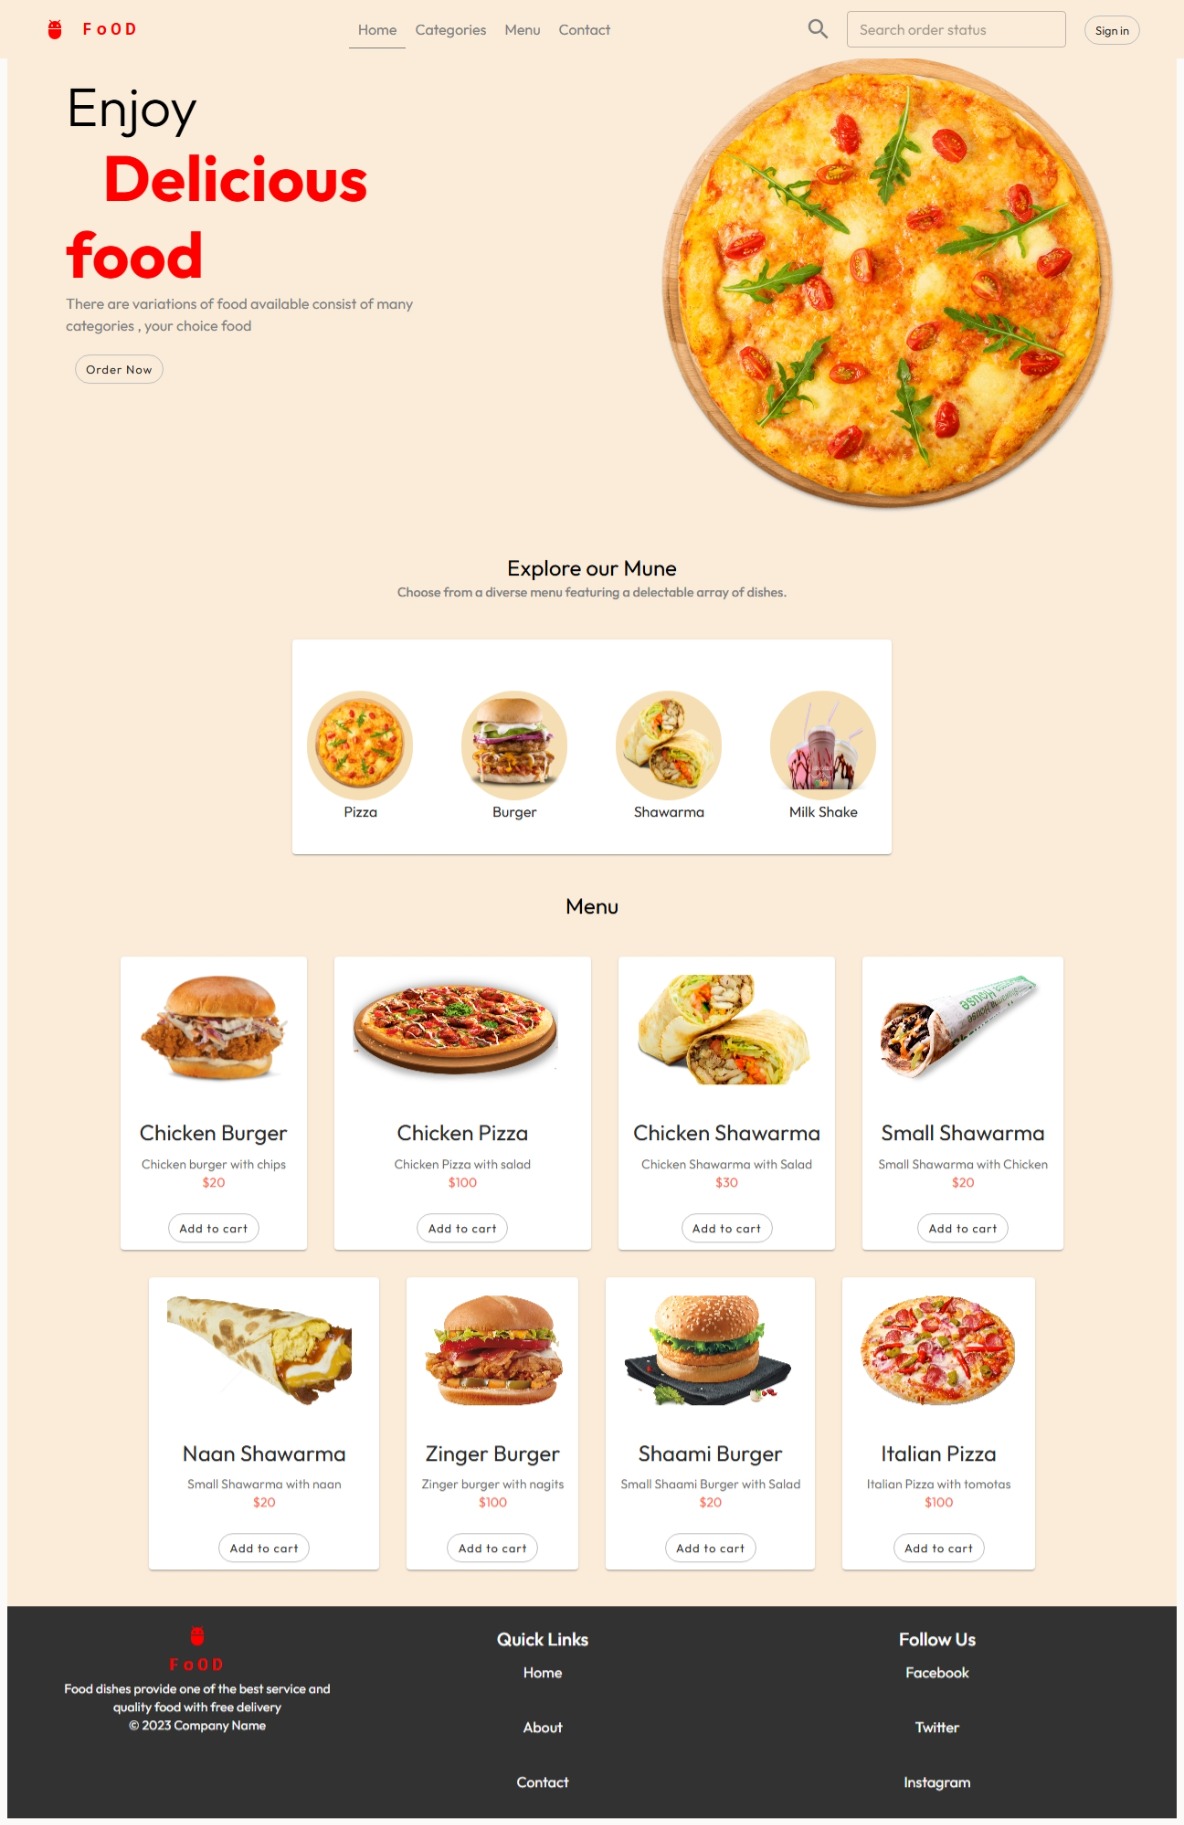 FoOD
Home Categories Menu Contact
Search order status
Sign in
Enjoy
Delicious
food
There are variations of food available consist of many
categories , your choice food
Order Now
Explore our Mune
Choose from a diverse menu featuring a delectable array of dishes.
Pizza
Burger
Shawarma
Milk Shake
Menu
Chicken Burger
Chicken burger with chips
$20
Add to cart
Chicken Pizza
Chicken Pizza with salad
$100
Add to cart
Chicken Shawarma
Chicken Shawarma with Salad
$30
Add to cart
Small Shawarma
Small Shawarma with Chicken
$20
Add to cart
Naan Shawarma
Small Shawarma with naan
$20
Add to cart
Zinger Burger
Zinger burger with nagits
$100
Add to cart
Shaami Burger
Small Shaami Burger with Salad
$20
Add to cart
Italian Pizza
Italian Pizza with tomotas
$100
Add to cart
FoOD
Food dishes provide one of the best service and
quality food with free delivery
© 2023 Company Name
Quick Links
Home
About
Contact
Follow Us
Facebook
Twitter
Instagram